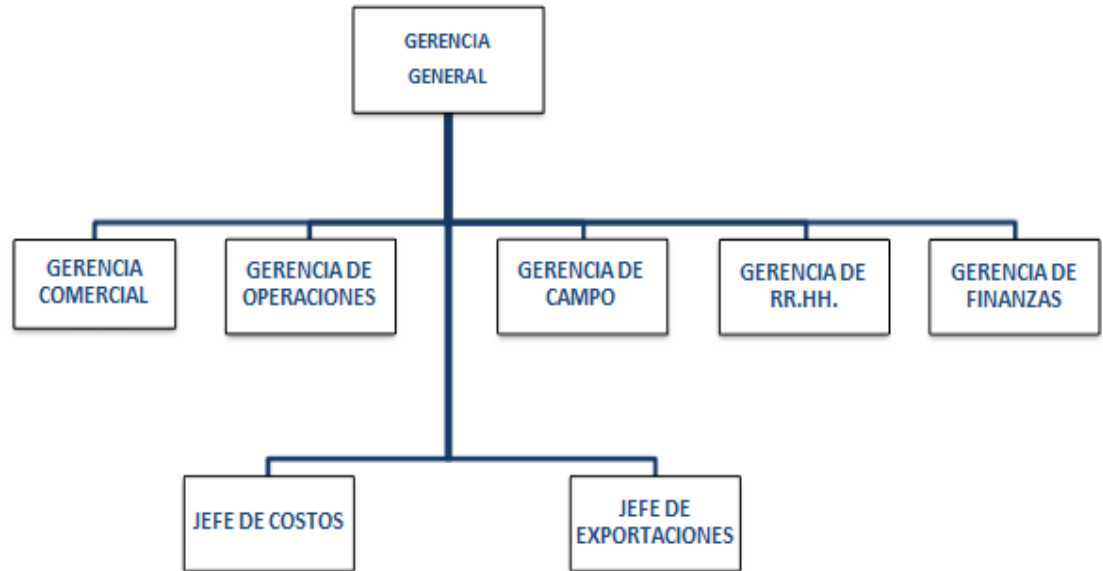 GERENCIA
GENERAL
GERENCIA
COMERCIAL
GERENCIA DE
OPERACIONES
GERENCIA DE
CAMPO
GERENCIA DE
RR.HH.
GERENCIA DE
FINANZAS
JEFE DE COSTOS
JEFE DE
EXPORTACIONES